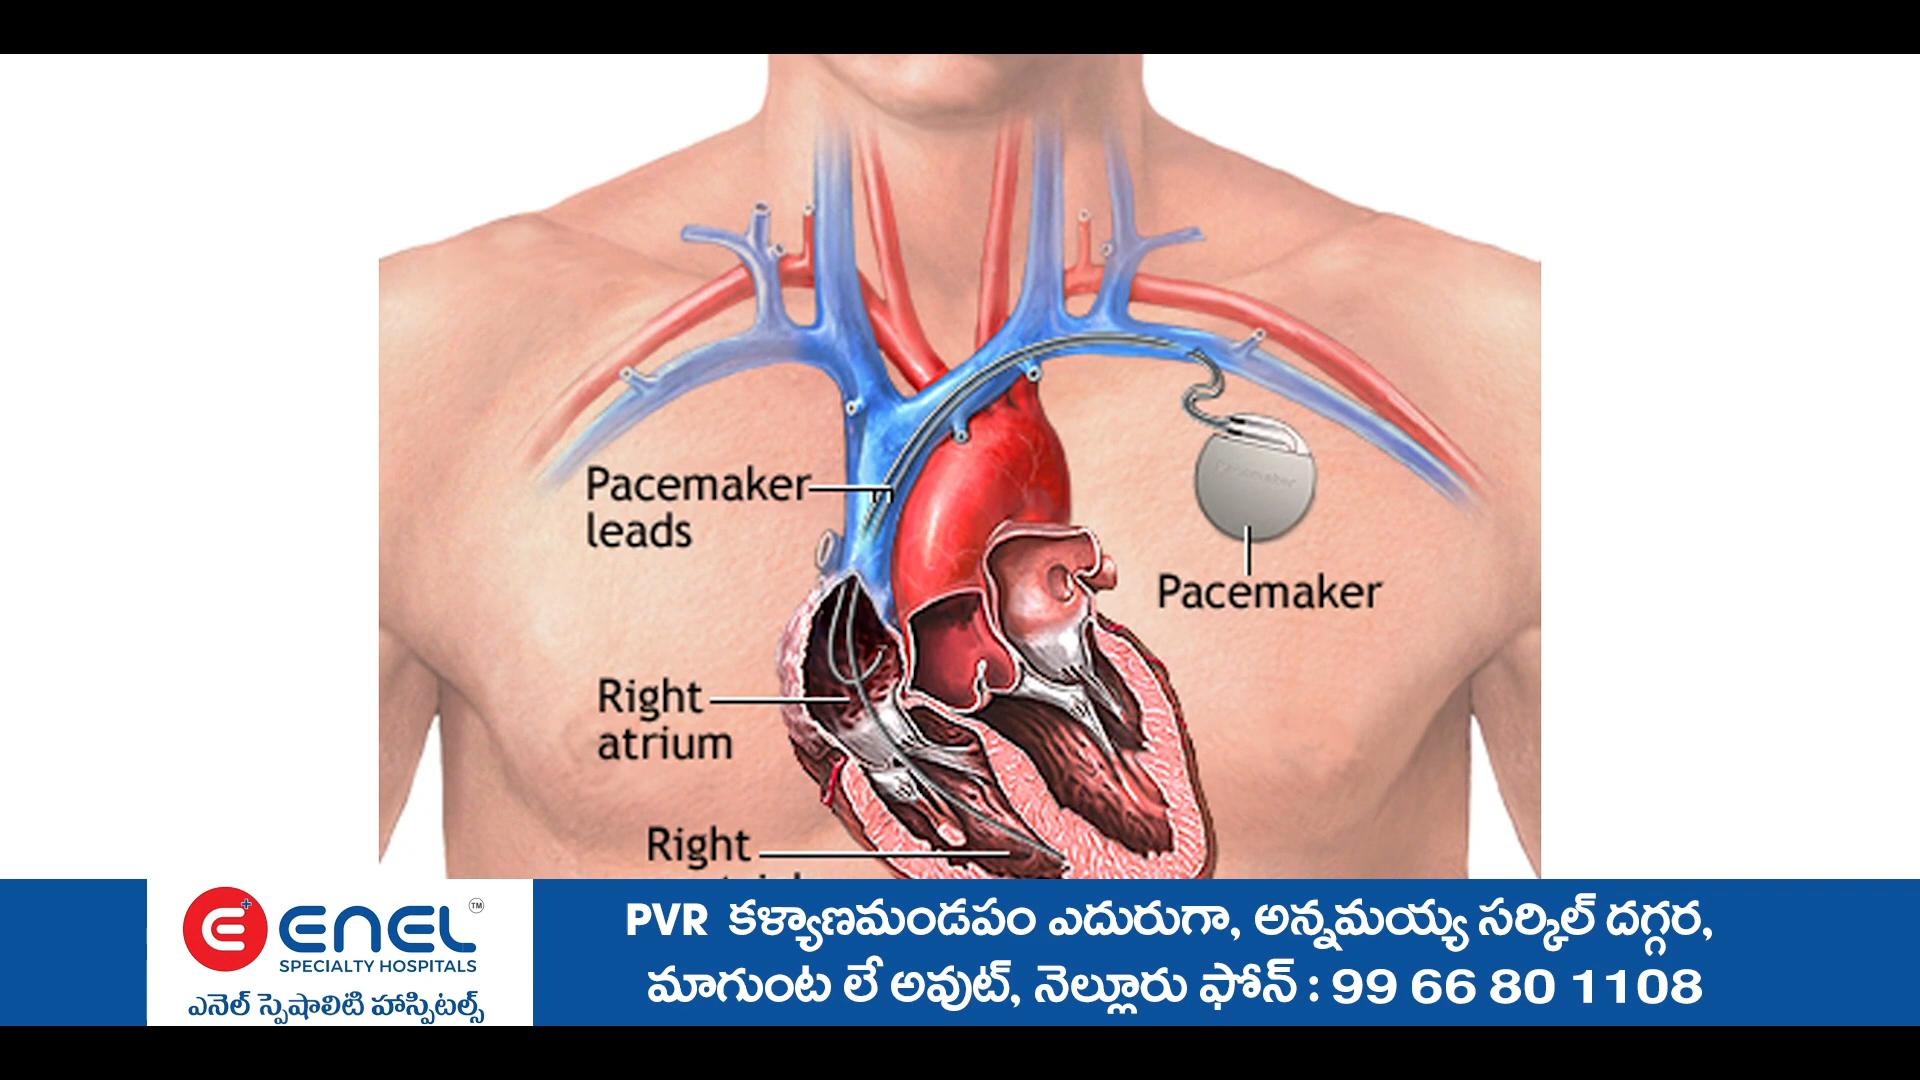 Pacemaker
leads
Pacemaker
Right
atrium
Right
ENEL TM
SPECIALTY HOSPITALS
ఎనెల్ స్పెషాలిటి హాస్పిటల్స్
PVR కళ్యాణమండపం ఎదురుగా, అన్నమయ్య సర్కిల్ దగ్గర,
మాగుంట లే అవుట్, నెల్లూరు ఫోన్ : 99 66 80 1108